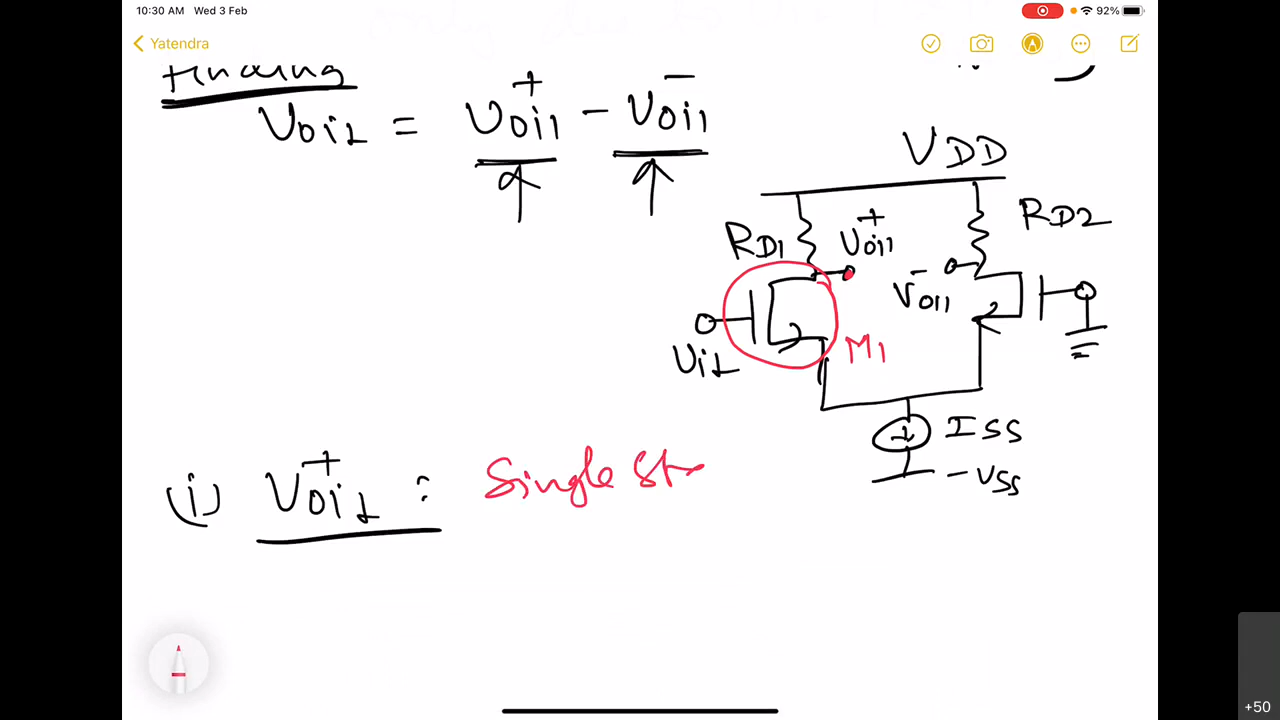 10:30 AM Wed 3 Feb
92%
Yatendra
Finding
Voi1 = Voi1+ - Voi1-
VDD
RD1
Voi1+
RD2
Voi1-
Vi1
M1
ISS
-VSS
(i) Voi1+ : Single St
+50